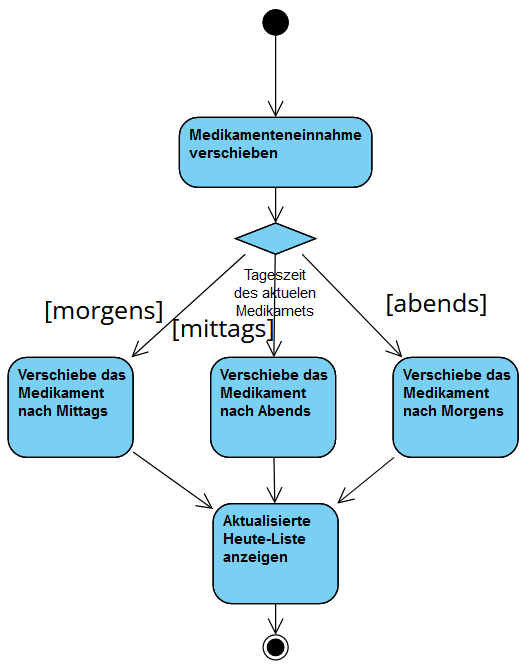 Medikamenteneinnahme
verschieben
Tageszeit
des aktuelen
Medikamets
[morgens]
[mittags]
[abends]
Verschiebe das
Medikament
nach Mittags
Verschiebe das
Medikament
nach Abends
Verschiebe das
Medikament
nach Morgens
Aktualisierte
Heute-Liste
anzeigen